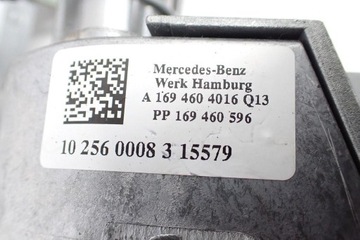 Mercedes-Benz
Werk Hamburg
A 169 460 4016 Q13
PP 169 460 596
10 256 0008 3 15579